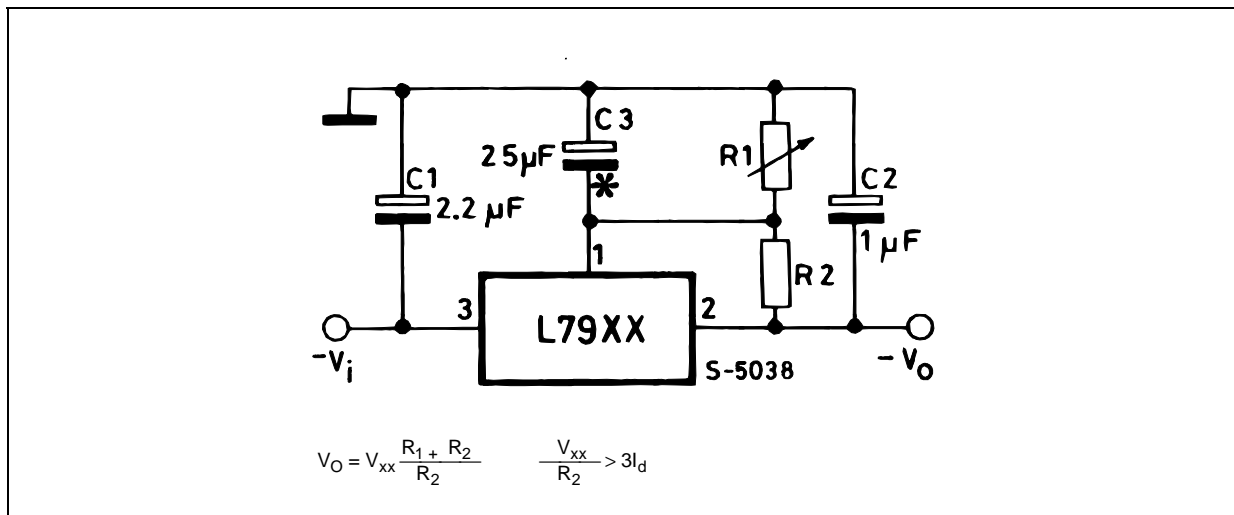 C3
25µF
*
R1
C1
2.2 µF
C2
1 µF
1
R2
3
L79XX
2
-Vi
S-5038
-Vo
VO = Vxx (R1 + R2) / R2
Vxx / R2 > 3Id